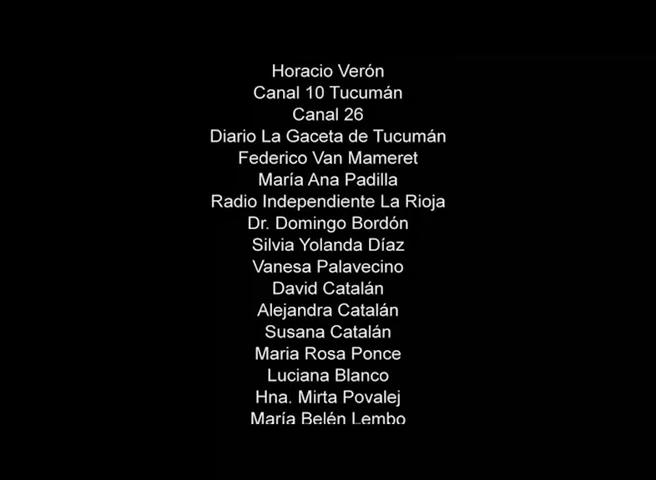 Horacio Verón
Canal 10 Tucumán
Canal 26
Diario La Gaceta de Tucumán
Federico Van Mameret
María Ana Padilla
Radio Independiente La Rioja
Dr. Domingo Bordón
Silvia Yolanda Díaz
Vanesa Palavecino
David Catalán
Alejandra Catalán
Susana Catalán
Maria Rosa Ponce
Luciana Blanco
Hna. Mirta Povalej
María Belén Lembo